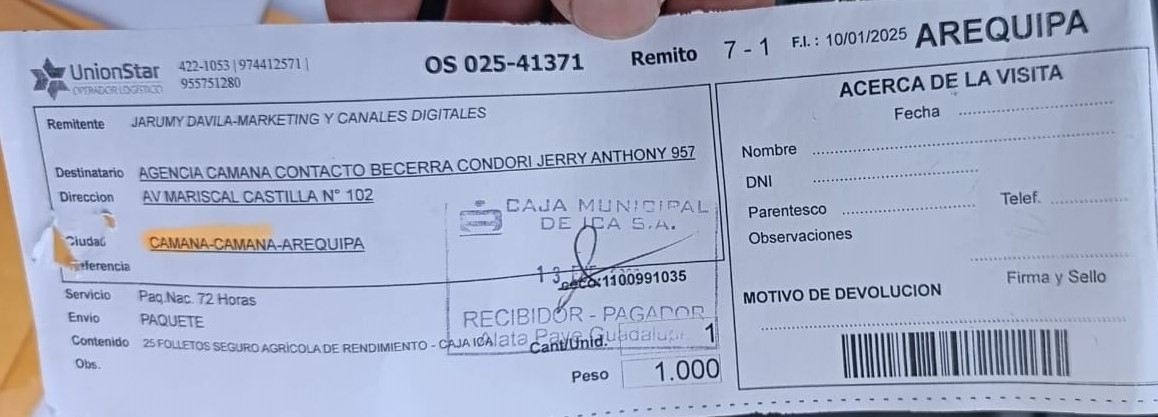 UnionStar
OPERADOR LOGISTICO
422-1053 | 974412571 |
955751280
OS 025-41371
Remito 7 - 1
F.I.: 10/01/2025
AREQUIPA
Remitente JARUMY DAVILA-MARKETING Y CANALES DIGITALES
Destinatario AGENCIA CAMANA CONTACTO BECERRA CONDORI JERRY ANTHONY 957
Direccion AV MARISCAL CASTILLA N° 102
Ciudad CAMANA-CAMANA-AREQUIPA
Referencia
CAJA MUNICIPAL
DE ICA S.A.
13
ceco:1100991035
RECIBIDOR - PAGADOR
Servicio Paq.Nac. 72 Horas
Envio PAQUETE
Contenido 25 FOLLETOS SEGURO AGRÍCOLA DE RENDIMIENTO - CAJA ICA
Cant/Unid. 1
Obs.
Peso 1.000
ACERCA DE LA VISITA
Fecha
Nombre
DNI
Parentesco
Telef.
Observaciones
Firma y Sello
MOTIVO DE DEVOLUCION